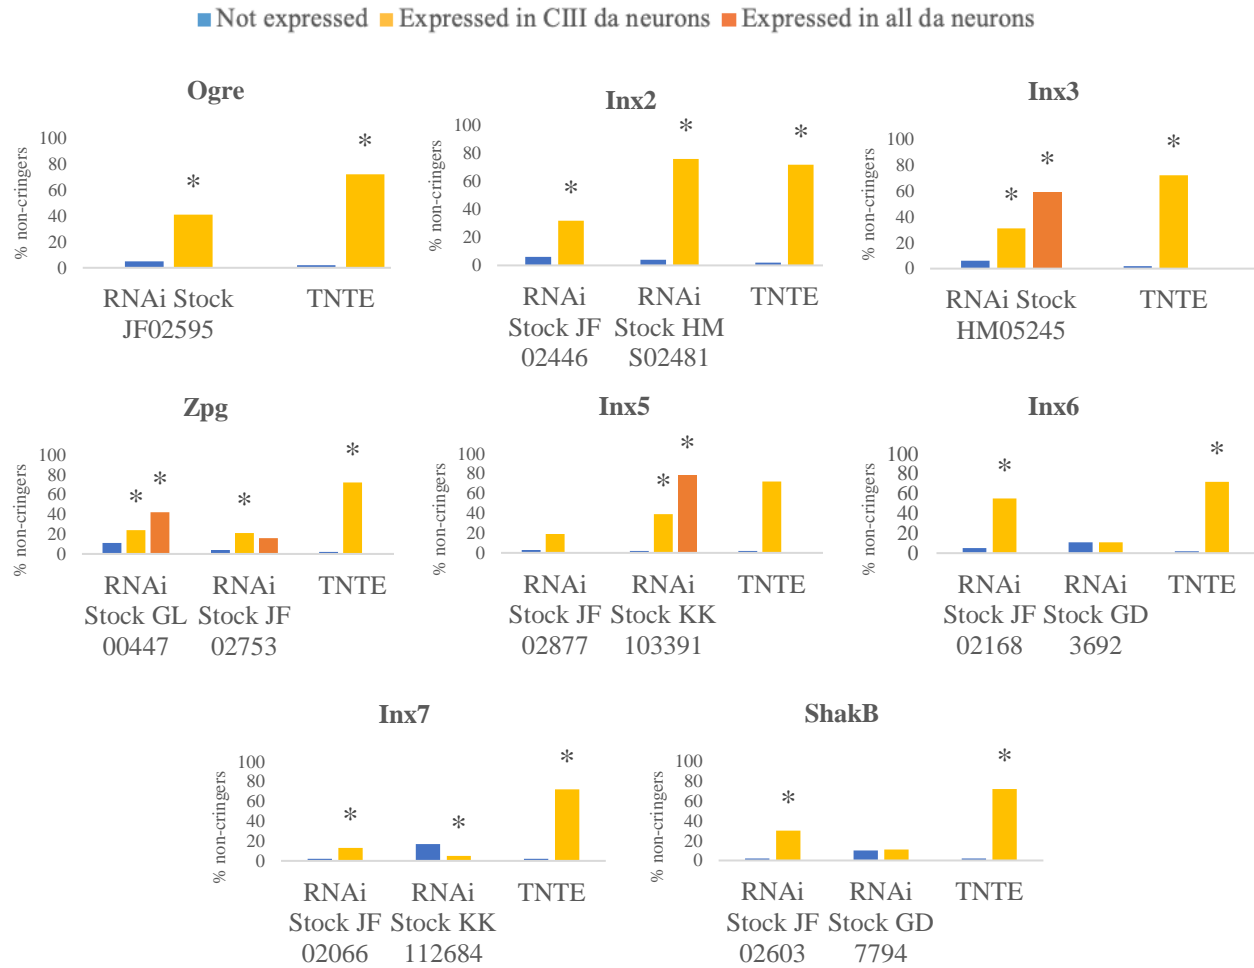 Not expressed Expressed in CIII da neurons Expressed in all da neurons
Ogre
% non-cringers
100
80
60
40
20
0
*
*
RNAi Stock
JF02595
TNTE
Inx2
% non-cringers
100
80
60
40
20
0
*
*
*
RNAi
Stock JF
02446
RNAi
Stock HM
S02481
TNTE
Inx3
% non-cringers
100
80
60
40
20
0
*
*
*
RNAi Stock
HM05245
TNTE
Zpg
% non-cringers
100
80
60
40
20
0
*
*
*
*
RNAi
Stock GL
00447
RNAi
Stock JF
02753
TNTE
Inx5
% non-cringers
100
80
60
40
20
0
*
*
RNAi
Stock JF
02877
RNAi
Stock KK
103391
TNTE
Inx6
% non-cringers
100
80
60
40
20
0
*
*
RNAi
Stock JF
02168
RNAi
Stock GD
3692
TNTE
Inx7
% non-cringers
100
80
60
40
20
0
*
*
*
RNAi
Stock JF
02066
RNAi
Stock KK
112684
TNTE
ShakB
% non-cringers
100
80
60
40
20
0
*
*
RNAi
Stock JF
02603
RNAi
Stock GD
7794
TNTE